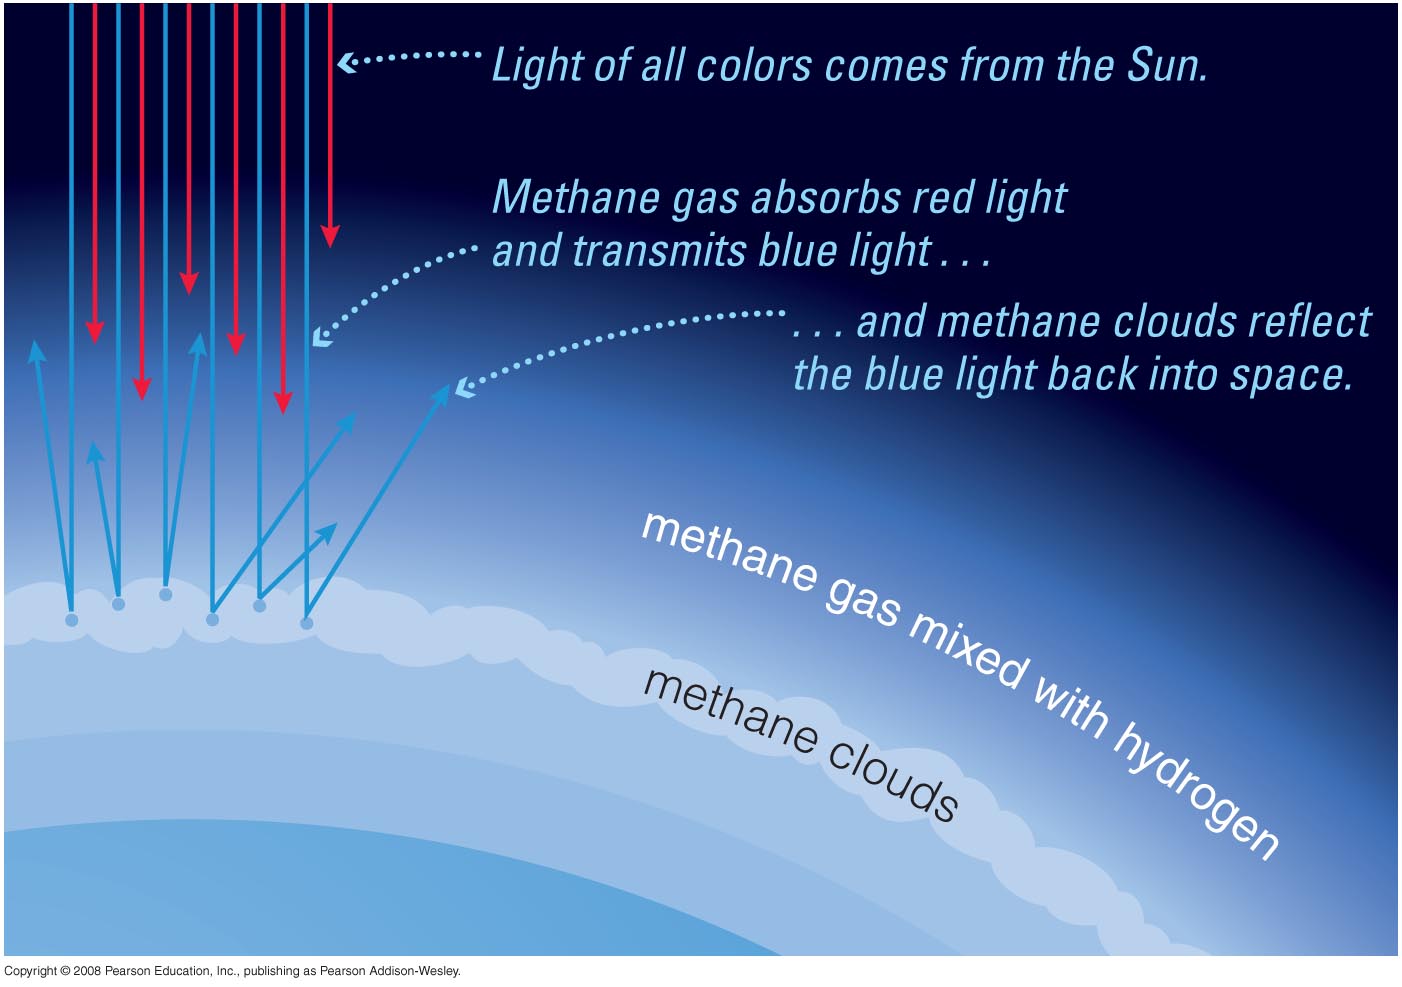 Light of all colors comes from the Sun.
Methane gas absorbs red light
and transmits blue light . . .
. . . and methane clouds reflect
the blue light back into space.
methane gas mixed with hydrogen
methane clouds
Copyright © 2008 Pearson Education, Inc., publishing as Pearson Addison-Wesley.